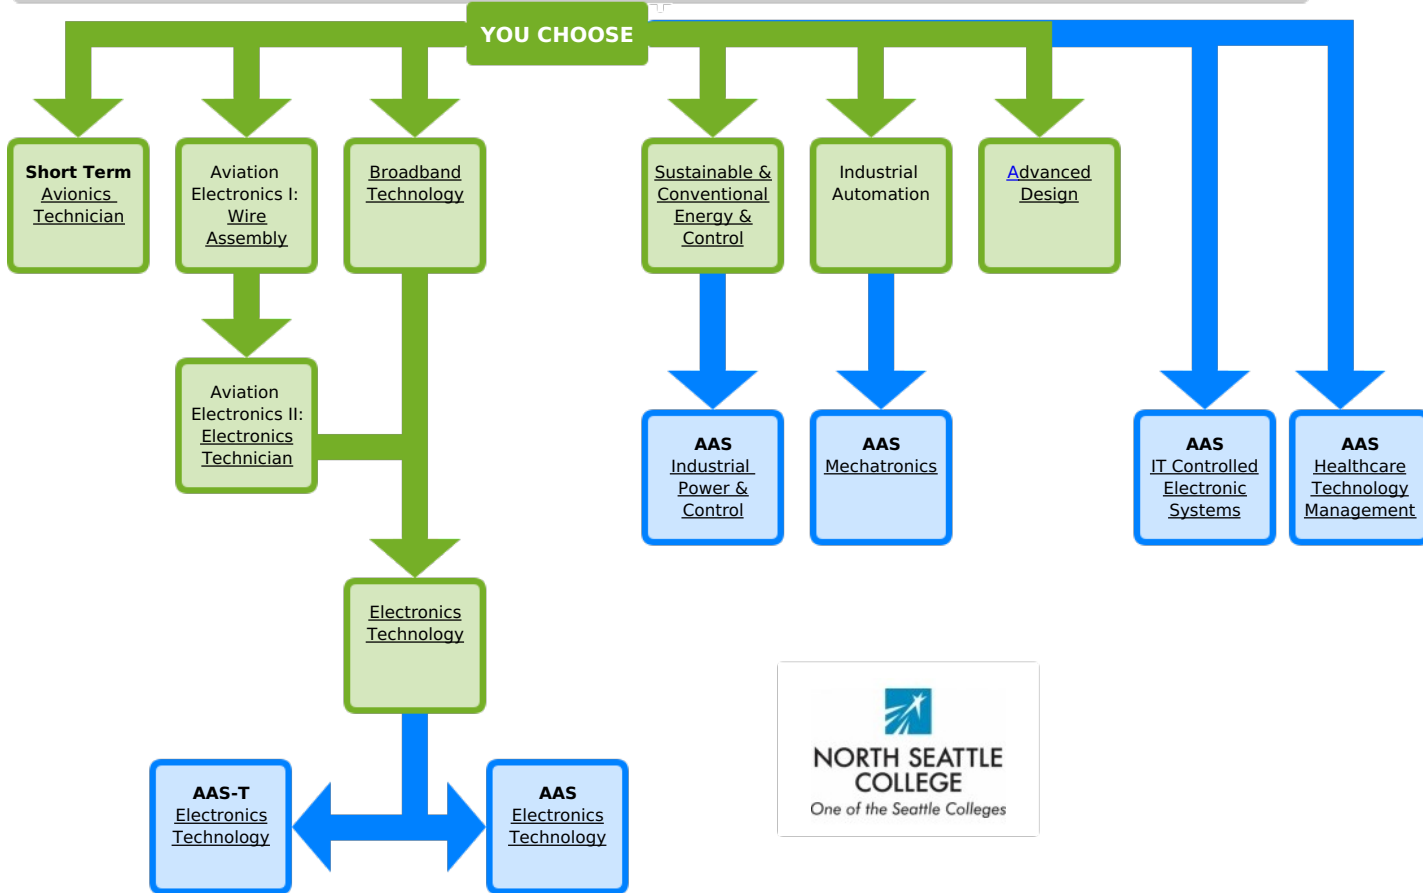 YOU CHOOSE
Short Term
Avionics
Technician
Aviation
Electronics I:
Wire
Assembly
Broadband
Technology
Sustainable &
Conventional
Energy &
Control
Industrial
Automation
Advanced
Design
Aviation
Electronics II:
Electronics
Technician
AAS
Industrial
Power &
Control
AAS
Mechatronics
AAS
IT Controlled
Electronic
Systems
AAS
Healthcare
Technology
Management
Electronics
Technology
AAS-T
Electronics
Technology
AAS
Electronics
Technology
NORTH SEATTLE
COLLEGE
One of the Seattle Colleges